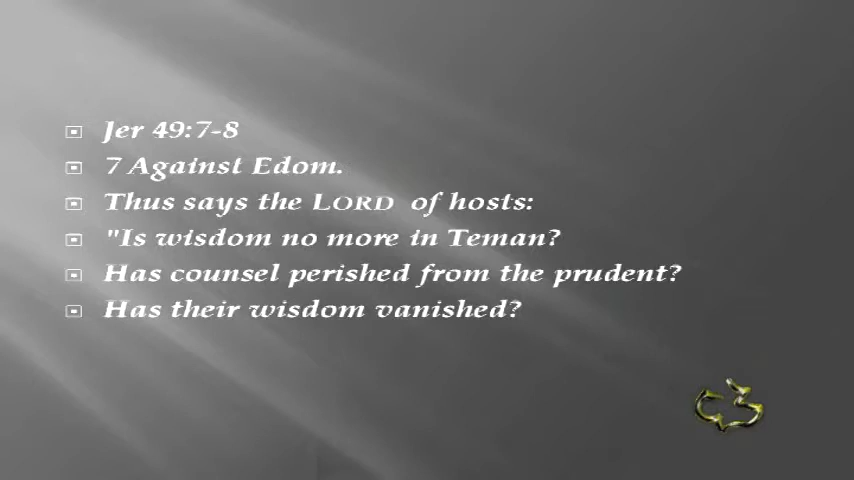 Jer 49:7-8
7 Against Edom.
Thus says the LORD of hosts:
"Is wisdom no more in Teman?
Has counsel perished from the prudent?
Has their wisdom vanished?